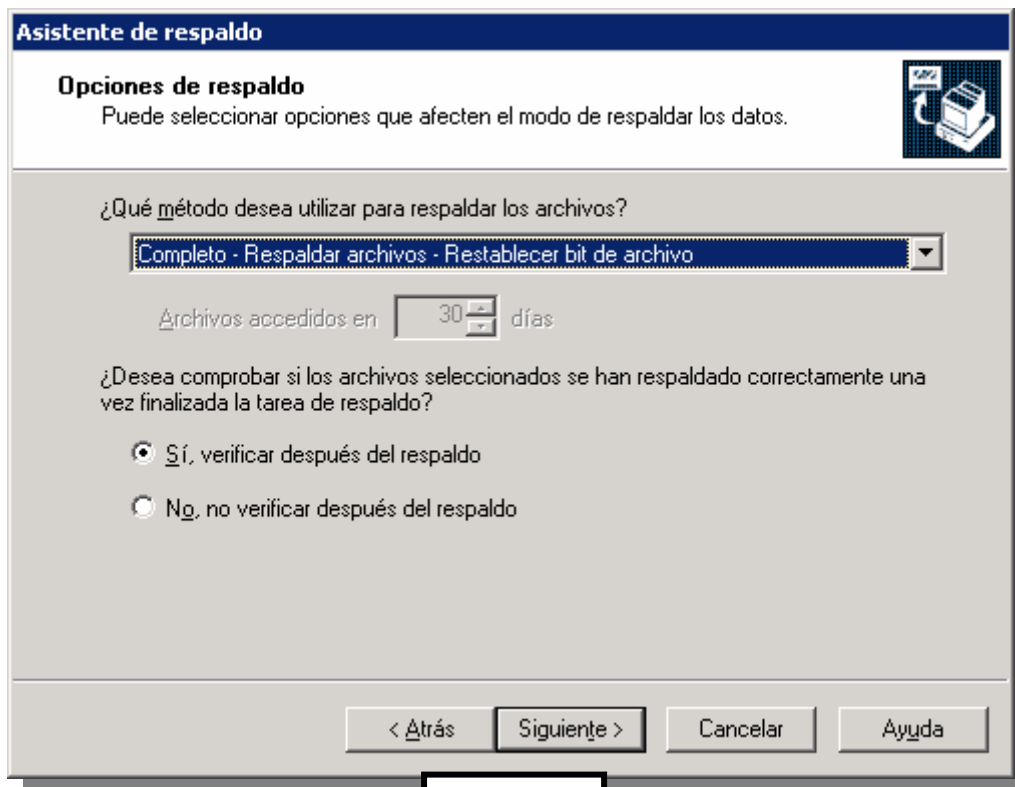 Asistente de respaldo
Opciones de respaldo
Puede seleccionar opciones que afecten el modo de respaldar los datos.
¿Qué método desea utilizar para respaldar los archivos?
Completo - Respaldar archivos - Restablecer bit de archivo
Archivos accedidos en 30 días
¿Desea comprobar si los archivos seleccionados se han respaldado correctamente una
vez finalizada la tarea de respaldo?
Sí, verificar después del respaldo
No, no verificar después del respaldo
< Atrás Siguiente > Cancelar Ayuda